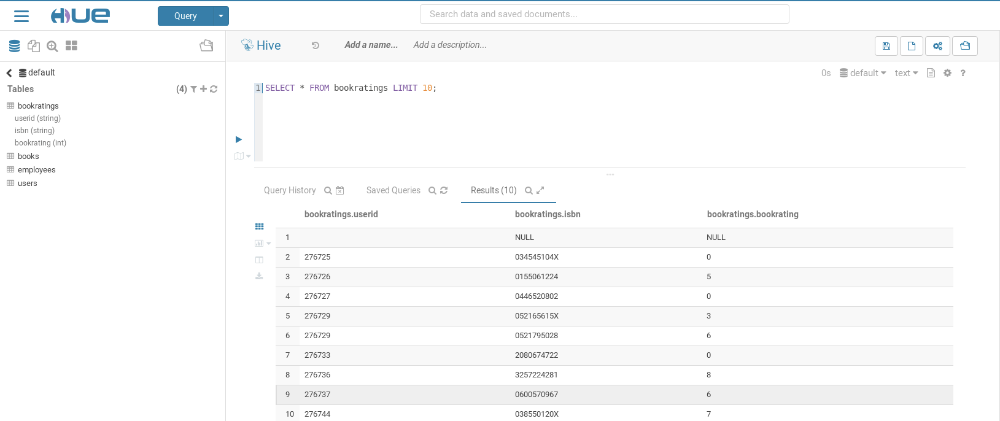 HUE
Query
Search data and saved documents...
Hive
Add a name...
Add a description...
default
Tables
(4)
bookratings
userid (string)
isbn (string)
bookrating (int)
books
employees
users
0s
default
text
?
1
SELECT * FROM bookratings LIMIT 10;
Query History
Saved Queries
Results (10)
bookratings.userid bookratings.isbn bookratings.bookrating
1 NULL NULL
2 276725 034545104X 0
3 276726 0155061224 5
4 276727 0446520802 0
5 276729 052165615X 3
6 276729 0521795028 6
7 276733 2080674722 0
8 276736 3257224281 8
9 276737 0600570967 6
10 276744 038550120X 7